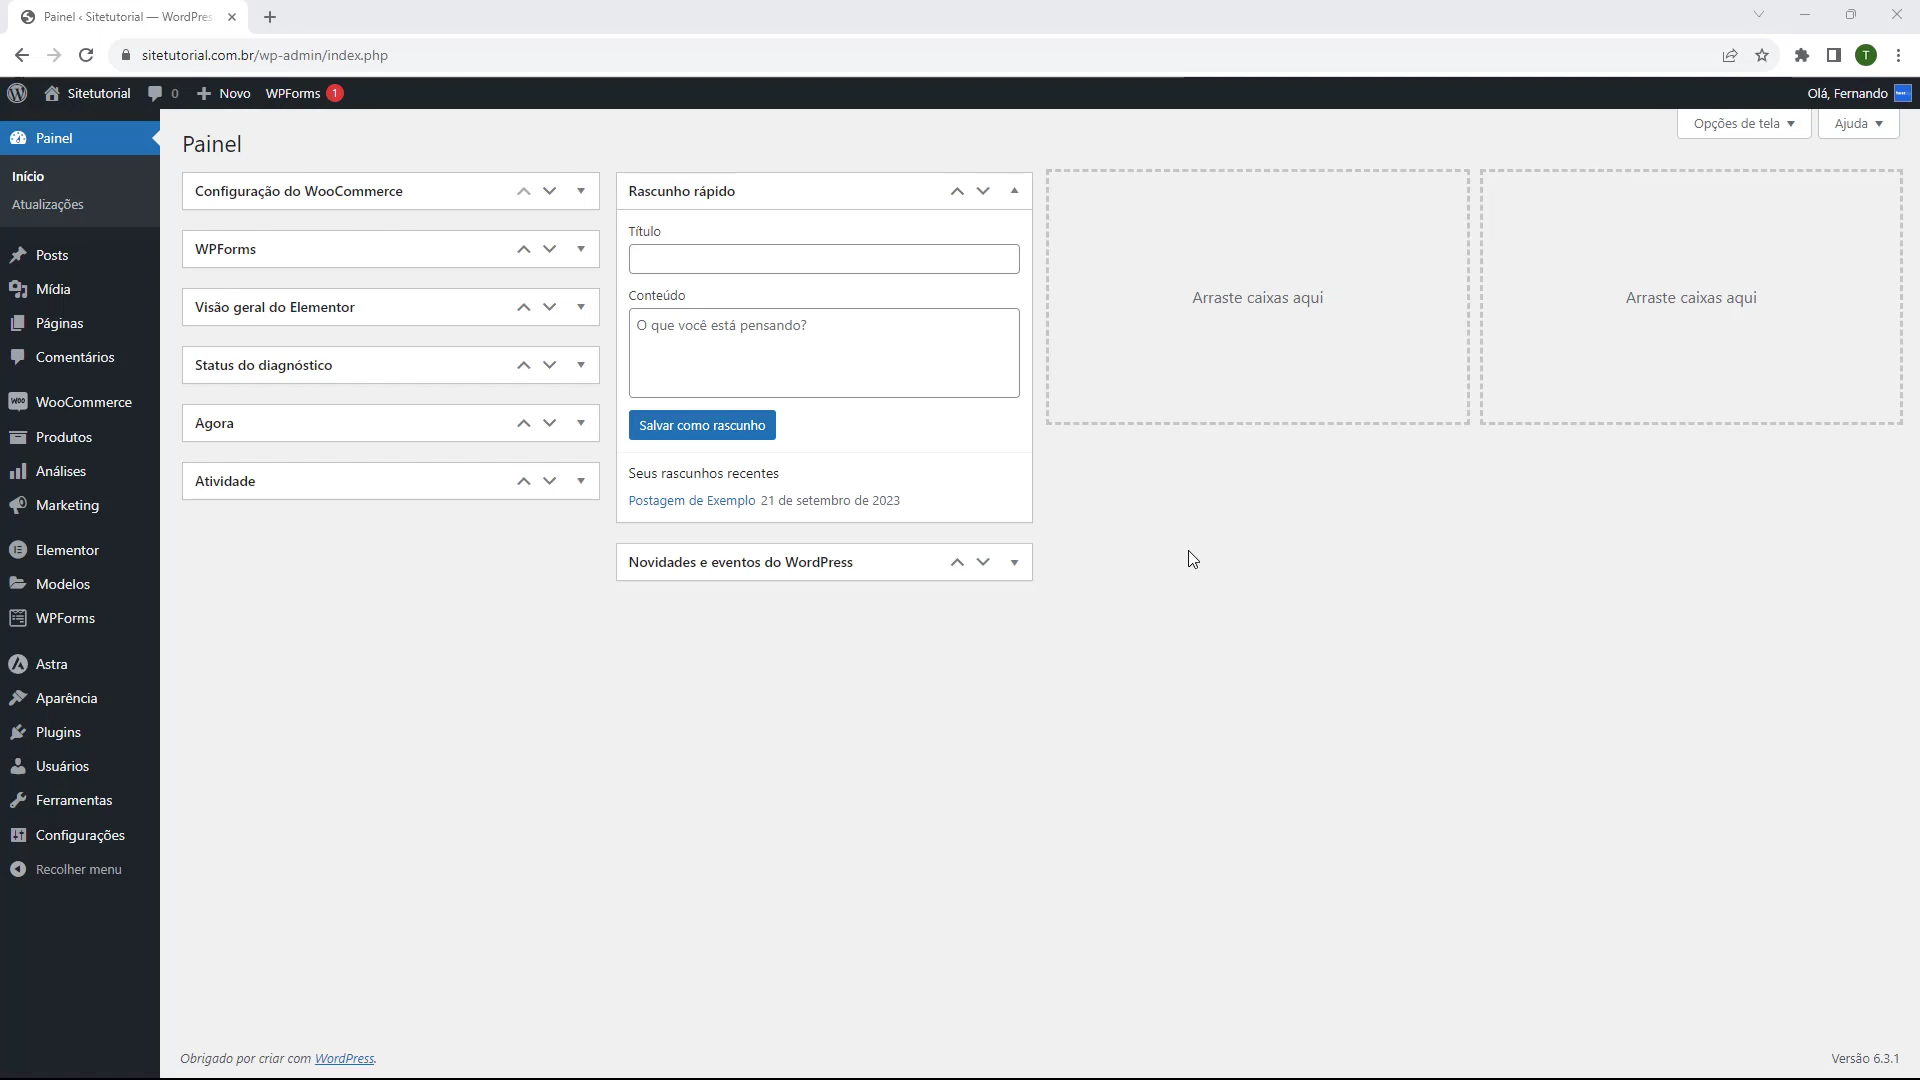 Painel ‹ Sitetutorial — WordPres
sitetutorial.com.br/wp-admin/index.php
T
Sitetutorial
0
Novo
WPForms 1
Olá, Fernando
Painel
Início
Atualizações
Posts
Mídia
Páginas
Comentários
WooCommerce
Produtos
Análises
Marketing
Elementor
Modelos
WPForms
Astra
Aparência
Plugins
Usuários
Ferramentas
Configurações
Recolher menu
Opções de tela
Ajuda
Painel
Configuração do WooCommerce
WPForms
Visão geral do Elementor
Status do diagnóstico
Agora
Atividade
Rascunho rápido
Título
Conteúdo
O que você está pensando?
Salvar como rascunho
Seus rascunhos recentes
Postagem de Exemplo 21 de setembro de 2023
Novidades e eventos do WordPress
Arraste caixas aqui
Arraste caixas aqui
Obrigado por criar com WordPress.
Versão 6.3.1